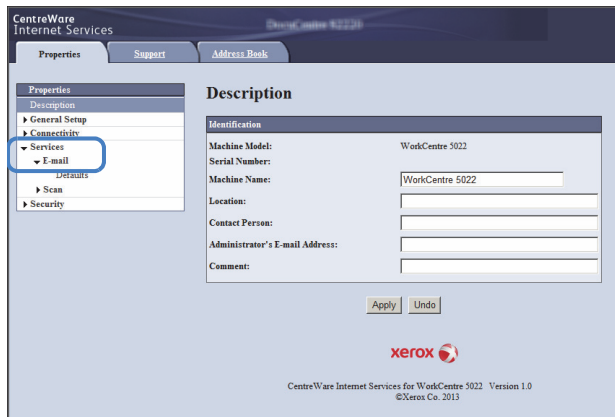 CentreWare
Internet Services
Properties Support Address Book
Properties
Description
General Setup
Connectivity
Services
E-mail
Defaults
Scan
Security
Description
Identification
Machine Model: WorkCentre 5022
Serial Number:
Machine Name: WorkCentre 5022
Location:
Contact Person:
Administrator's E-mail Address:
Comment:
Apply Undo
xerox
CentreWare Internet Services for WorkCentre 5022 Version 1.0
©Xerox Co. 2013